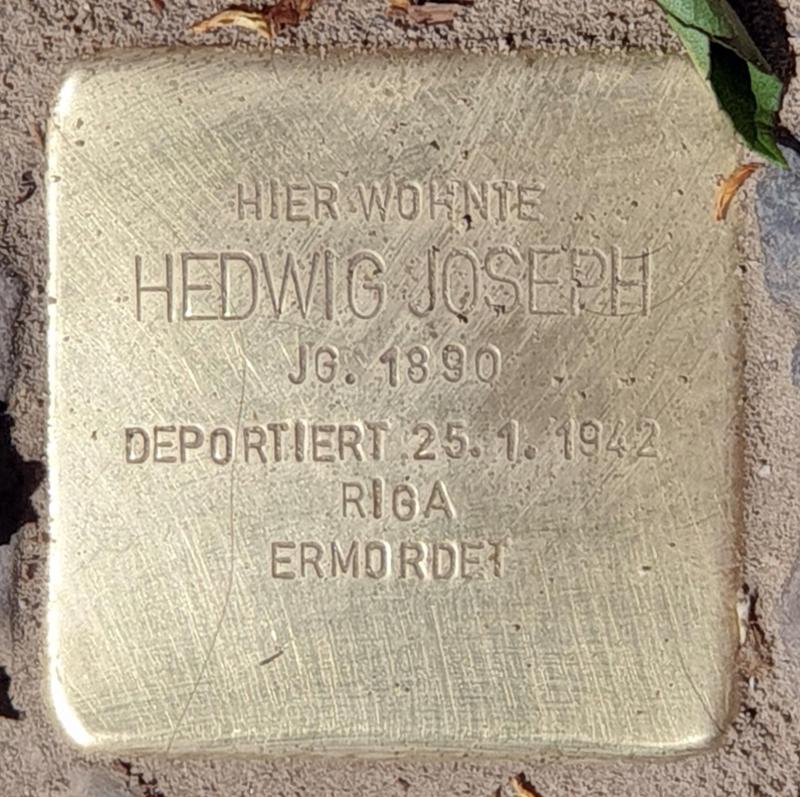 HIER WOHNTE
HEDWIG JOSEPH
JG. 1890
DEPORTIERT 25. 1. 1942
RIGA
ERMORDET